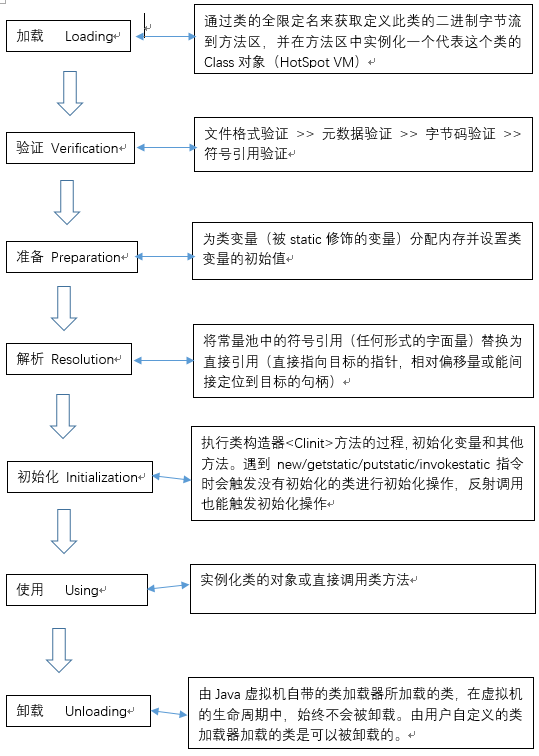 加载 Loading
通过类的全限定名来获取定义此类的二进制字节流
到方法区，并在方法区中实例化一个代表这个类的
Class 对象（HotSpot VM）
验证 Verification
文件格式验证 >> 元数据验证 >> 字节码验证 >>
符号引用验证
准备 Preparation
为类变量（被 static 修饰的变量）分配内存并设置类
变量的初始值
解析 Resolution
将常量池中的符号引用（任何形式的字面量）替换为
直接引用（直接指向目标的指针，相对偏移量或能间
接定位到目标的句柄）
初始化 Initialization
执行类构造器<Clinit>方法的过程, 初始化变量和其他
方法。遇到 new/getstatic/putstatic/invokestatic 指令
时会触发没有初始化的类进行初始化操作，反射调用
也能触发初始化操作
使用 Using
实例化类的对象或直接调用类方法
卸载 Unloading
由 Java 虚拟机自带的类加载器所加载的类，在虚拟机
的生命周期中，始终不会被卸载。由用户自定义的类
加载器加载的类是可以被卸载的。